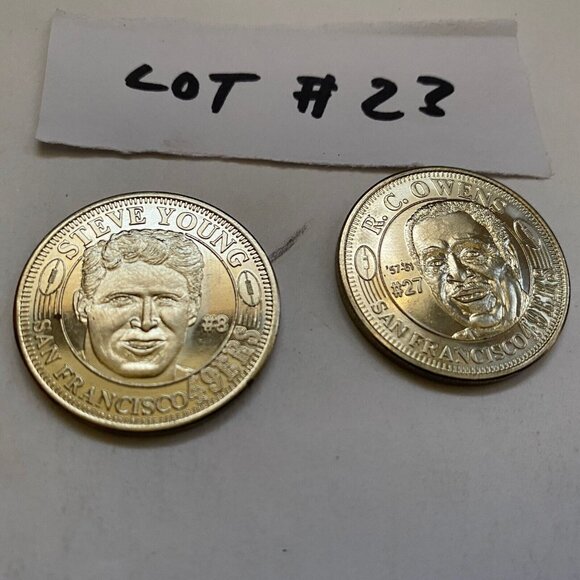 LOT # 23
STEVE YOUNG
#8
SAN FRANCISCO 49ERS
R. C. OWENS
'57-'61
#27
SAN FRANCISCO 49ERS